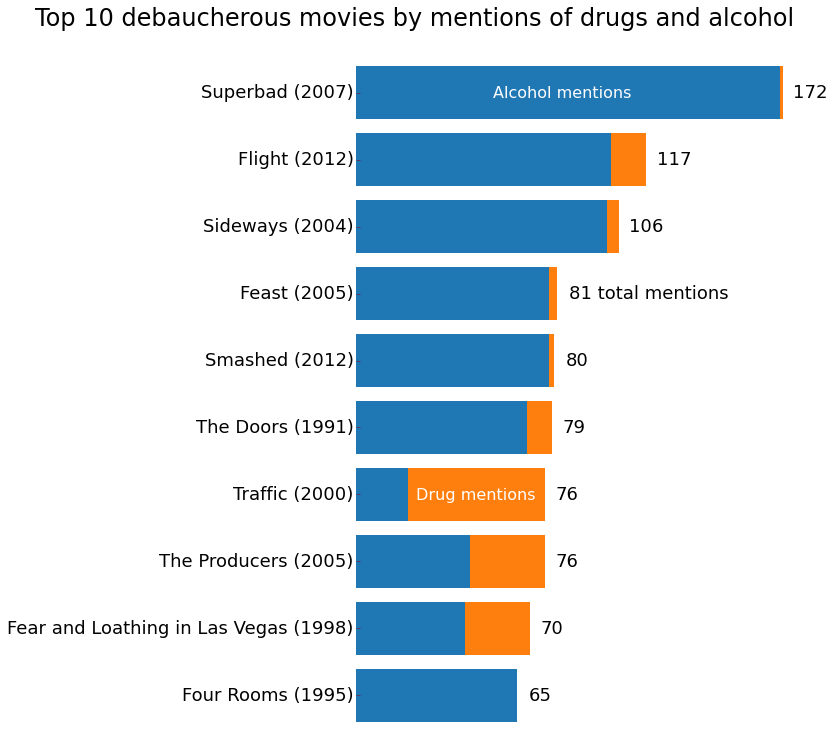 Top 10 debaucherous movies by mentions of drugs and alcohol
Superbad (2007) Alcohol mentions 172
Flight (2012) 117
Sideways (2004) 106
Feast (2005) 81 total mentions
Smashed (2012) 80
The Doors (1991) 79
Traffic (2000) Drug mentions 76
The Producers (2005) 76
Fear and Loathing in Las Vegas (1998) 70
Four Rooms (1995) 65